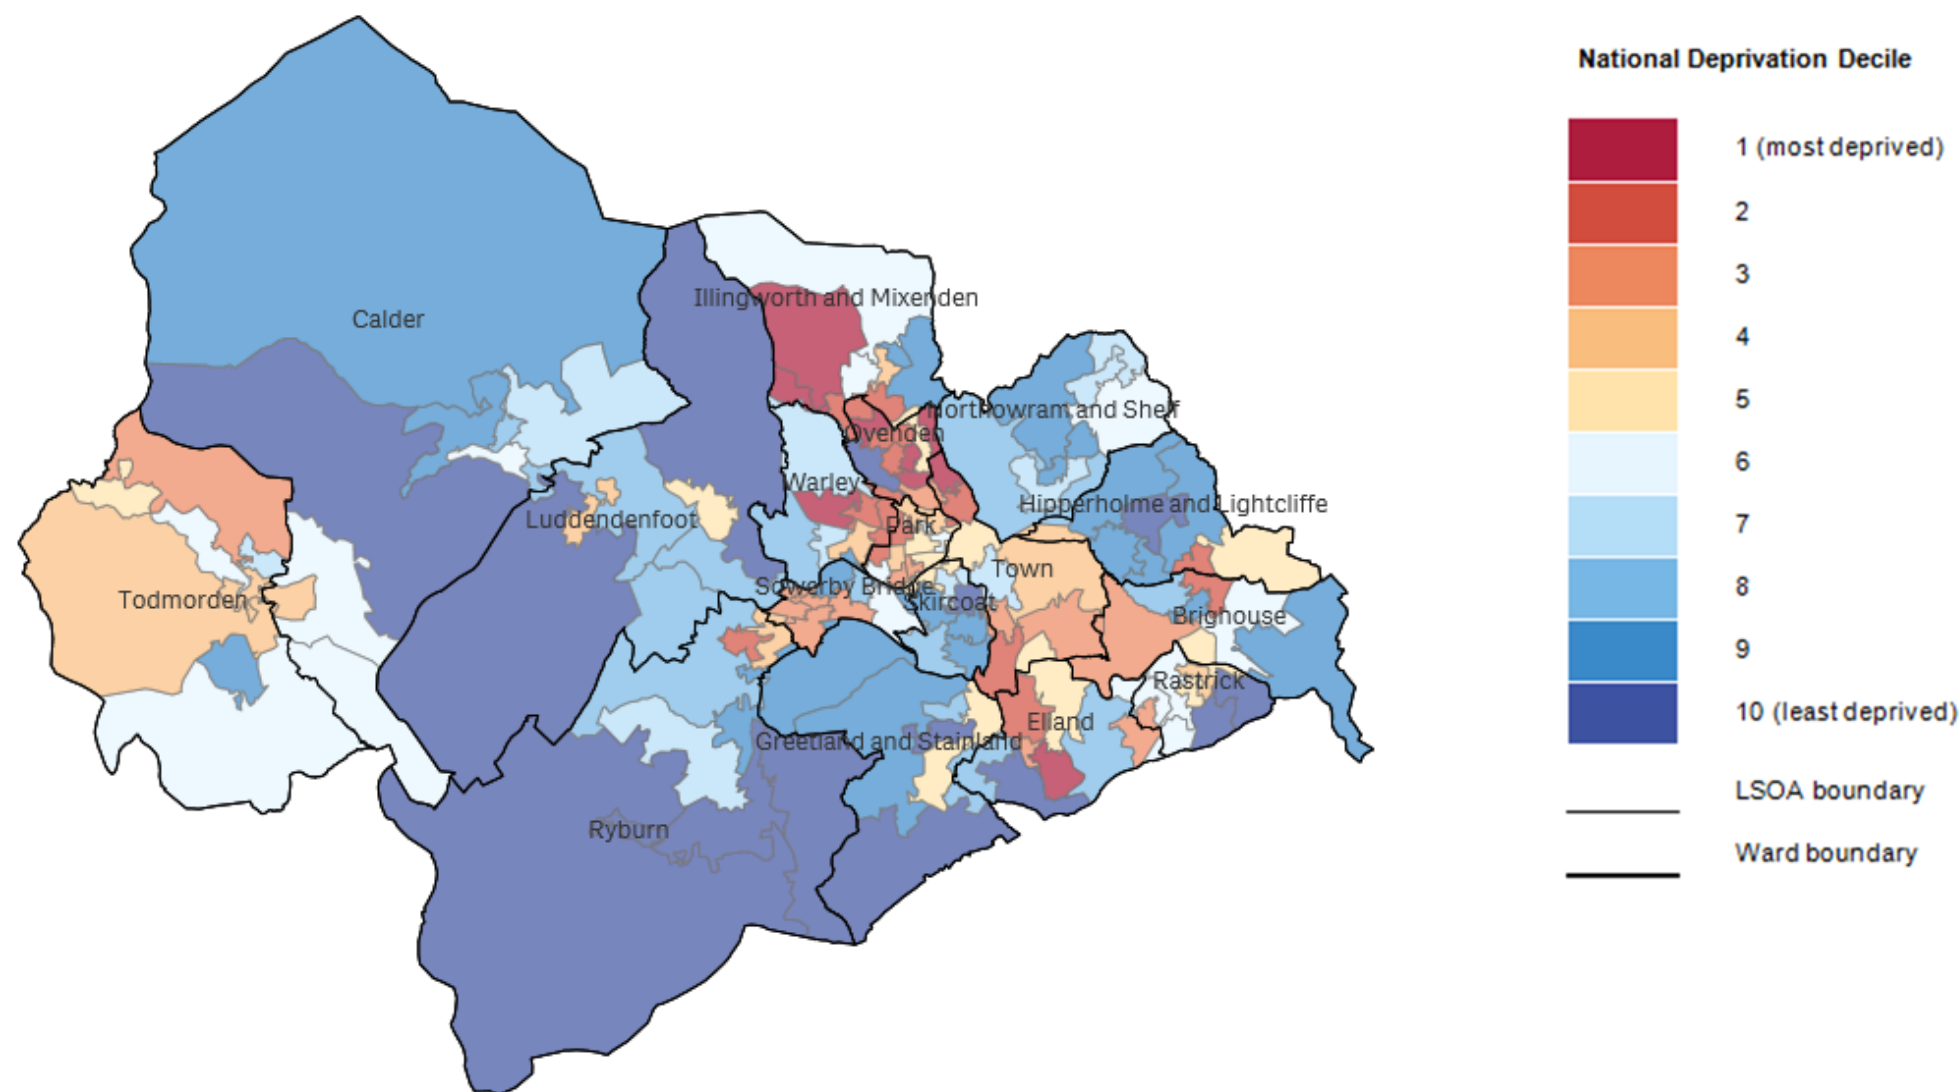 National Deprivation Decile
1 (most deprived)
2
3
4
5
6
7
8
9
10 (least deprived)
LSOA boundary
Ward boundary
Calder
Illingworth and Mixenden
Northowram and Shelf
Ovenden
Warley
Hipperholme and Lightcliffe
Luddendenfoot
Park
Town
Sowerby Bridge
Skircoat
Todmorden
Brighouse
Rastrick
Elland
Greetland and Stainland
Ryburn